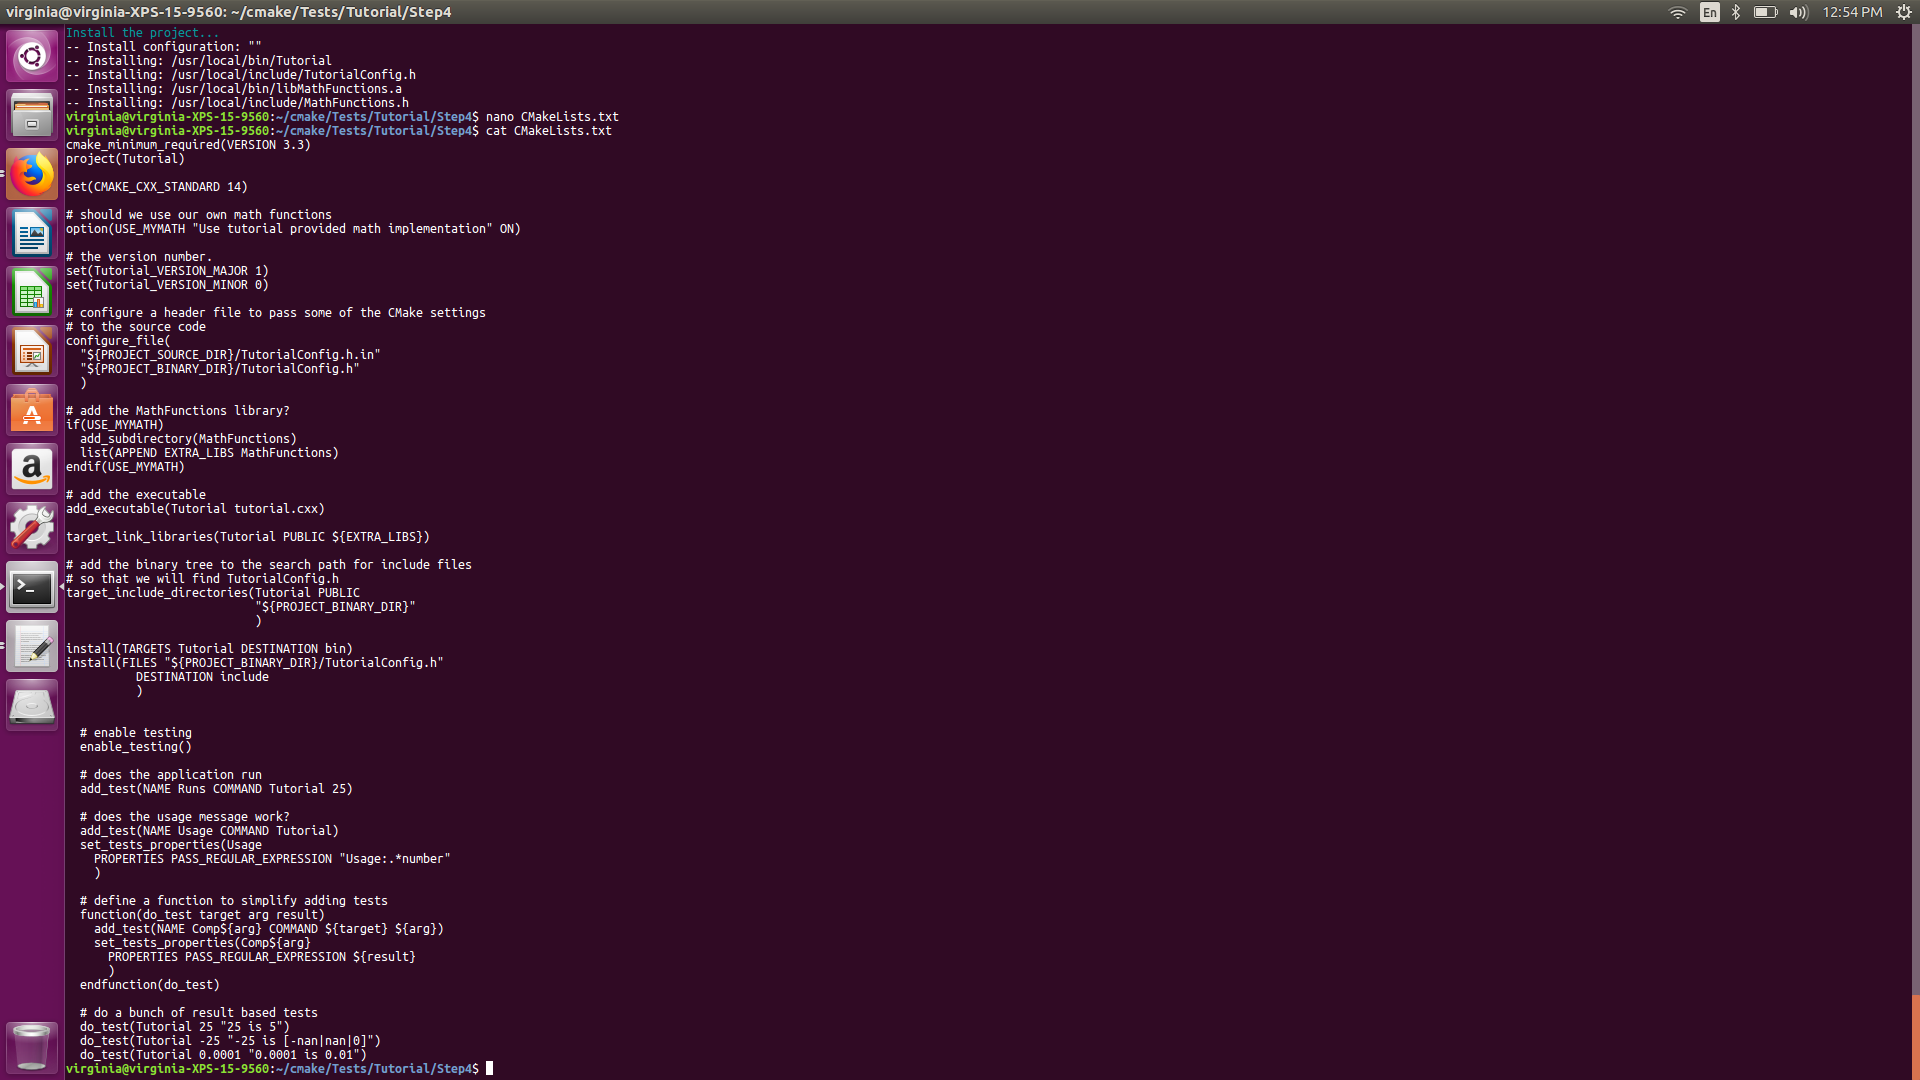 virginia@virginia-XPS-15-9560: ~/cmake/Tests/Tutorial/Step4
En
12:54 PM
Install the project...
-- Install configuration: ""
-- Installing: /usr/local/bin/Tutorial
-- Installing: /usr/local/include/TutorialConfig.h
-- Installing: /usr/local/bin/libMathFunctions.a
-- Installing: /usr/local/include/MathFunctions.h
virginia@virginia-XPS-15-9560:~/cmake/Tests/Tutorial/Step4$ nano CMakeLists.txt
virginia@virginia-XPS-15-9560:~/cmake/Tests/Tutorial/Step4$ cat CMakeLists.txt
cmake_minimum_required(VERSION 3.3)
project(Tutorial)

set(CMAKE_CXX_STANDARD 14)

# should we use our own math functions
option(USE_MYMATH "Use tutorial provided math implementation" ON)

# the version number.
set(Tutorial_VERSION_MAJOR 1)
set(Tutorial_VERSION_MINOR 0)

# configure a header file to pass some of the CMake settings
# to the source code
configure_file(
  "${PROJECT_SOURCE_DIR}/TutorialConfig.h.in"
  "${PROJECT_BINARY_DIR}/TutorialConfig.h"
  )

# add the MathFunctions library?
if(USE_MYMATH)
  add_subdirectory(MathFunctions)
  list(APPEND EXTRA_LIBS MathFunctions)
endif(USE_MYMATH)

# add the executable
add_executable(Tutorial tutorial.cxx)

target_link_libraries(Tutorial PUBLIC ${EXTRA_LIBS})

# add the binary tree to the search path for include files
# so that we will find TutorialConfig.h
target_include_directories(Tutorial PUBLIC
                           "${PROJECT_BINARY_DIR}"
                           )

install(TARGETS Tutorial DESTINATION bin)
install(FILES "${PROJECT_BINARY_DIR}/TutorialConfig.h"
          DESTINATION include
          )

  # enable testing
  enable_testing()

  # does the application run
  add_test(NAME Runs COMMAND Tutorial 25)

  # does the usage message work?
  add_test(NAME Usage COMMAND Tutorial)
  set_tests_properties(Usage
    PROPERTIES PASS_REGULAR_EXPRESSION "Usage:.*number"
    )

  # define a function to simplify adding tests
  function(do_test target arg result)
    add_test(NAME Comp${arg} COMMAND ${target} ${arg})
    set_tests_properties(Comp${arg}
      PROPERTIES PASS_REGULAR_EXPRESSION ${result}
      )
  endfunction(do_test)

  # do a bunch of result based tests
  do_test(Tutorial 25 "25 is 5")
  do_test(Tutorial -25 "-25 is [-nan|nan|0]")
  do_test(Tutorial 0.0001 "0.0001 is 0.01")
virginia@virginia-XPS-15-9560:~/cmake/Tests/Tutorial/Step4$